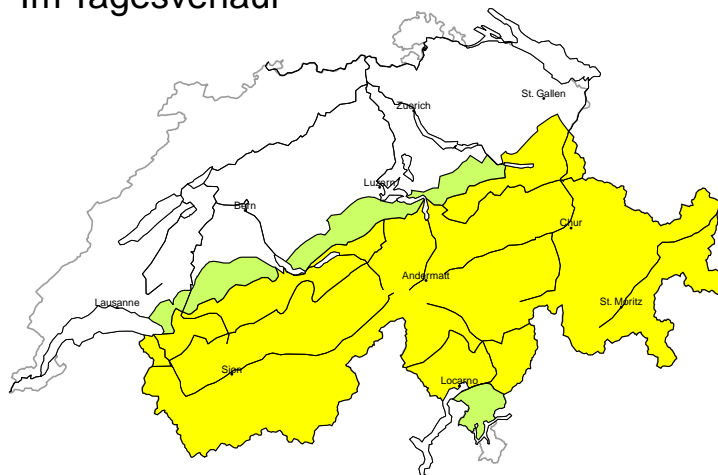 im Tagesverlauf
St. Gallen
Zuerich
Luzern
Bern
Chur
Andermatt
Lausanne
St. Moritz
Sion
Locarno